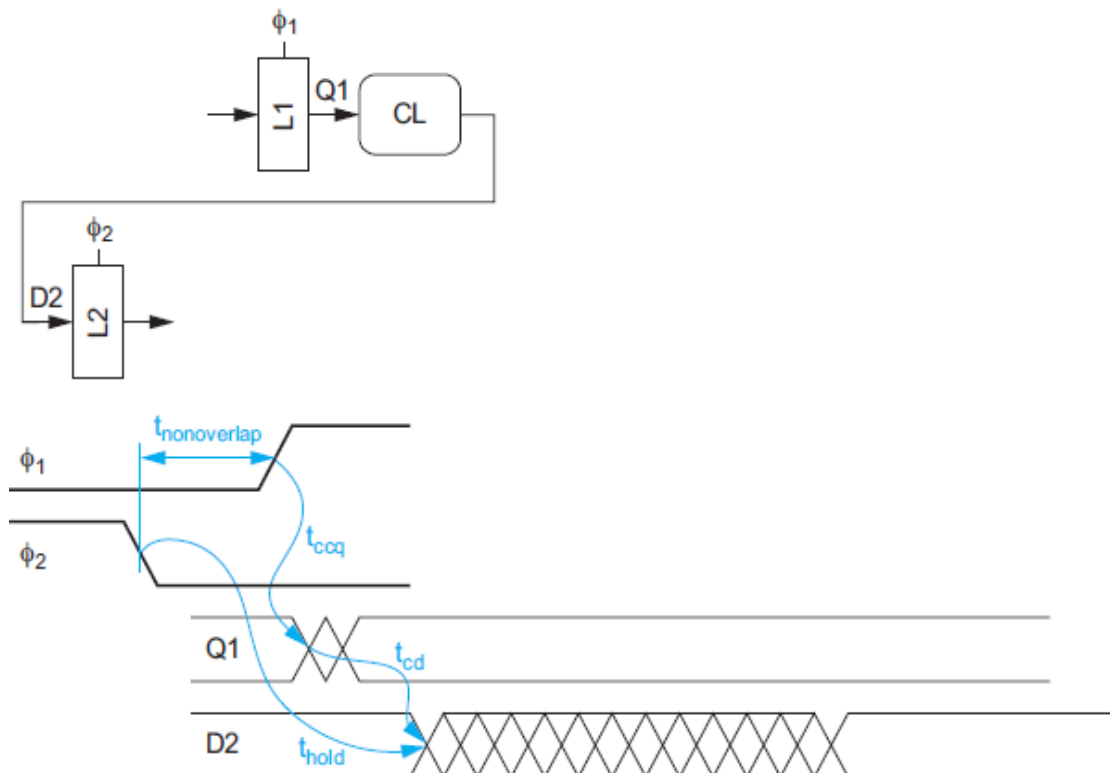 ϕ1
L1
Q1
CL
ϕ2
D2
L2
tnonoverlap
ϕ1
tccq
ϕ2
Q1
tcd
D2
thold